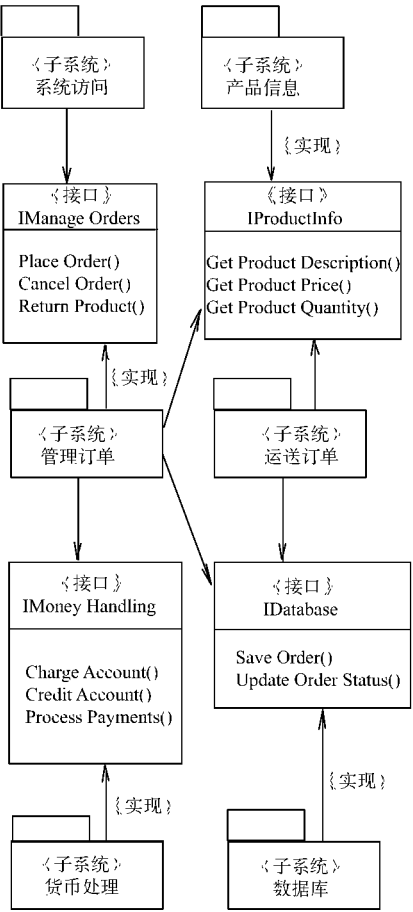 《子系统》
系统访问
《子系统》
产品信息
《实现》
《接口》
IManage Orders
Place Order()
Cancel Order()
Return Product()
《接口》
IProductInfo
Get Product Description()
Get Product Price()
Get Product Quantity()
《实现》
《子系统》
管理订单
《子系统》
运送订单
《接口》
IMoney Handling
Charge Account()
Credit Account()
Process Payments()
《接口》
IDatabase
Save Order()
Update Order Status()
《实现》
《实现》
《子系统》
货币处理
《子系统》
数据库